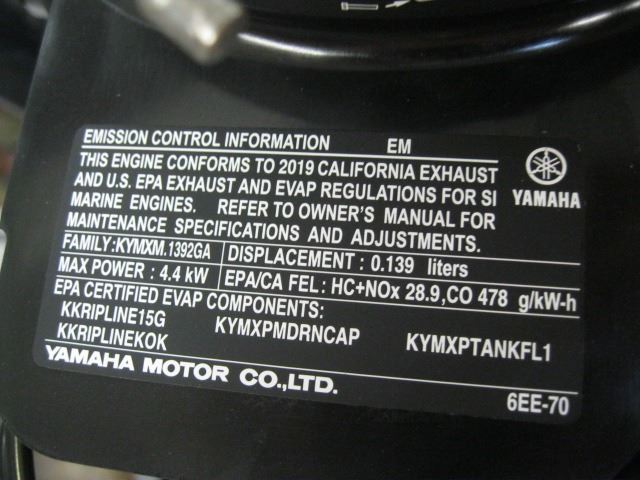 EMISSION CONTROL INFORMATION EM
THIS ENGINE CONFORMS TO 2019 CALIFORNIA EXHAUST
AND U.S. EPA EXHAUST AND EVAP REGULATIONS FOR SI
MARINE ENGINES. REFER TO OWNER'S MANUAL FOR
MAINTENANCE SPECIFICATIONS AND ADJUSTMENTS.
YAMAHA
FAMILY:KYMXM.1392GA DISPLACEMENT : 0.139 liters
MAX POWER : 4.4 kW EPA/CA FEL: HC+NOx 28.9,CO 478 g/kW-h
EPA CERTIFIED EVAP COMPONENTS:
KKRIPLINE15G KYMXPMDRNCAP KYMXPTANKFL1
KKRIPLINEKOK
YAMAHA MOTOR CO.,LTD. 6EE-70